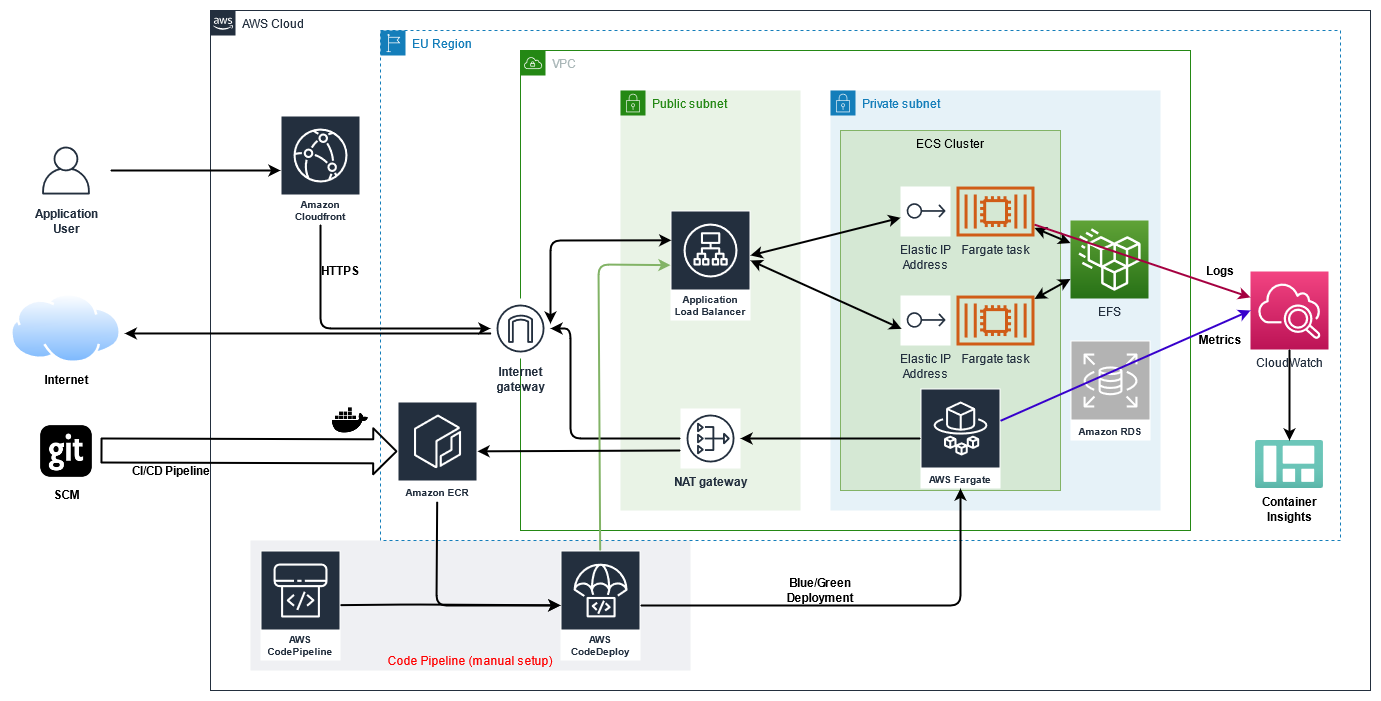 aws
AWS Cloud
EU Region
VPC
Public subnet
Private subnet
ECS Cluster
Application
User
Amazon
Cloudfront
HTTPS
Internet
Internet
gateway
Application
Load Balancer
Elastic IP
Address
Fargate task
Elastic IP
Address
Fargate task
EFS
Logs
Metrics
CloudWatch
Amazon RDS
Container
Insights
git
SCM
CI/CD Pipeline
Amazon ECR
NAT gateway
AWS Fargate
AWS
CodePipeline
AWS
CodeDeploy
Code Pipeline (manual setup)
Blue/Green
Deployment